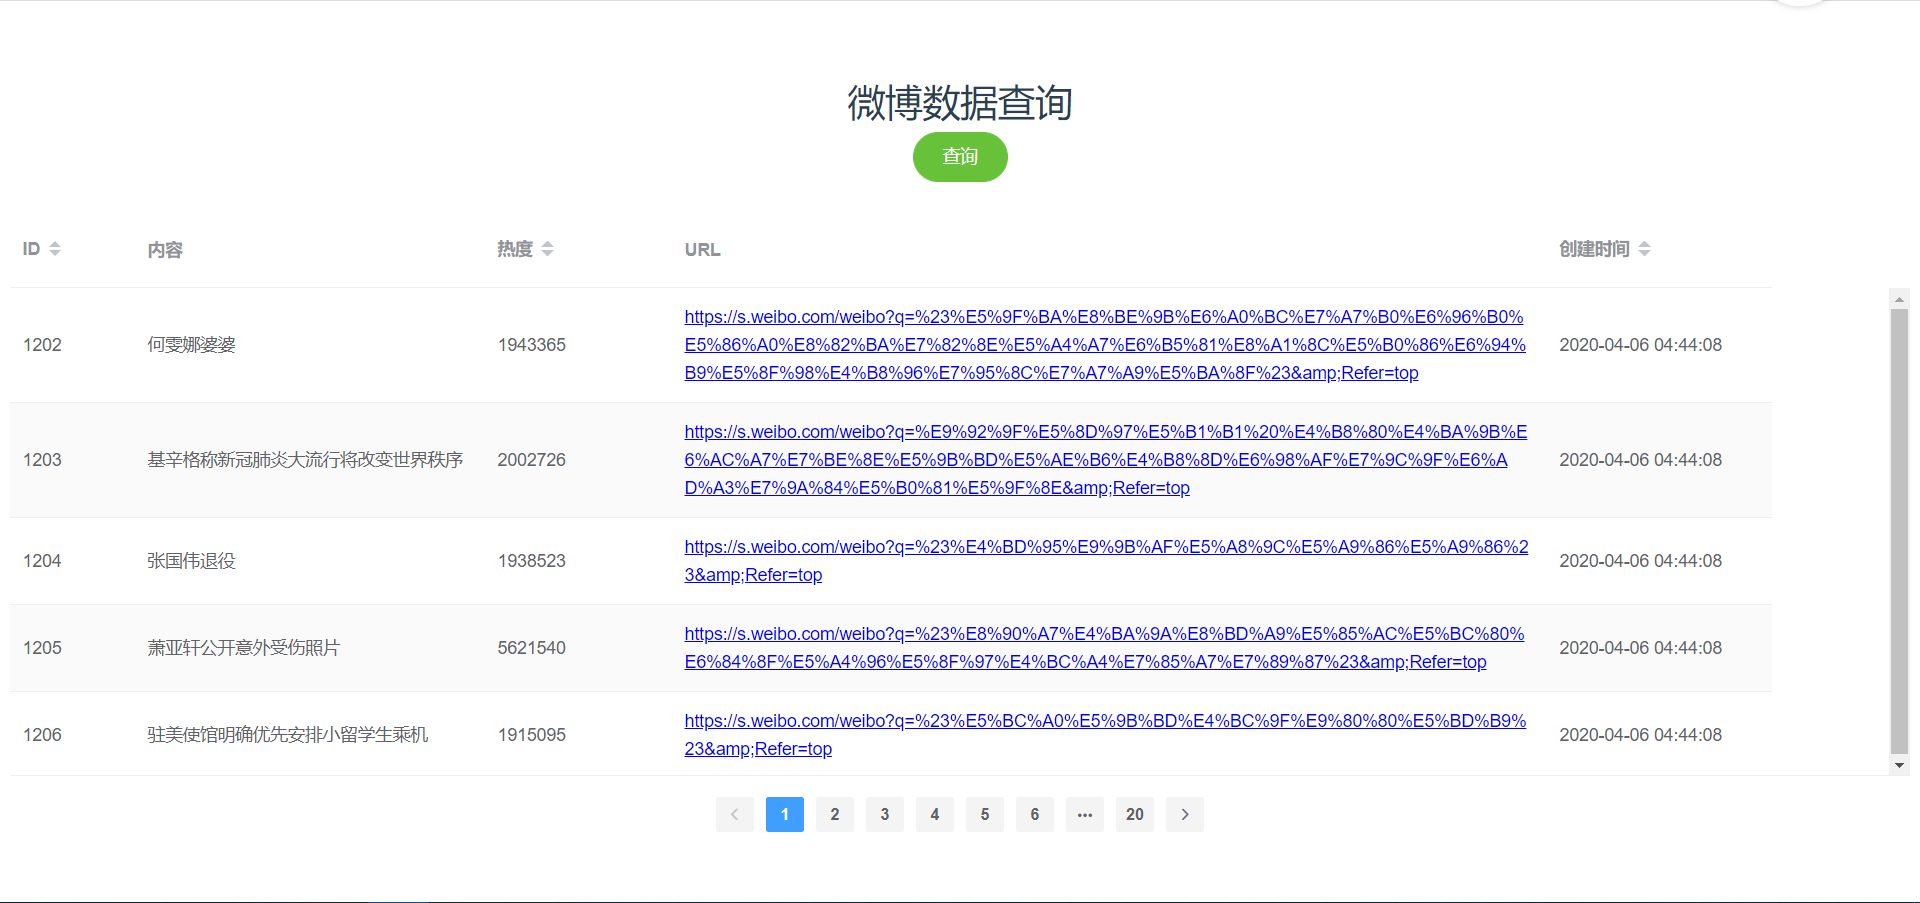 微博数据查询
查询
ID 内容 热度 URL 创建时间
https://s.weibo.com/weibo?q=%23%E5%9F%BA%E8%BE%9B%E6%A0%BC%E7%A7%B0%E6%96%B0%
1202 何雯娜婆婆 1943365 E5%86%A0%E8%82%BA%E7%82%8E%E5%A4%A7%E6%B5%81%E8%A1%8C%E5%B0%86%E6%94% 2020-04-06 04:44:08
B9%E5%8F%98%E4%B8%96%E7%95%8C%E7%A7%A9%E5%BA%8F%23&amp;Refer=top
https://s.weibo.com/weibo?q=%E9%92%9F%E5%8D%97%E5%B1%B1%20%E4%B8%80%E4%BA%9B%E
1203 基辛格称新冠肺炎大流行将改变世界秩序 2002726 6%AC%A7%E7%BE%8E%E5%9B%BD%E5%AE%B6%E4%B8%8D%E6%98%AF%E7%9C%9F%E6%A 2020-04-06 04:44:08
D%A3%E7%9A%84%E5%B0%81%E5%9F%8E&amp;Refer=top
https://s.weibo.com/weibo?q=%23%E4%BD%95%E9%9B%AF%E5%A8%9C%E5%A9%86%E5%A9%86%2
1204 张国伟退役 1938523 2020-04-06 04:44:08
3&amp;Refer=top
https://s.weibo.com/weibo?q=%23%E8%90%A7%E4%BA%9A%E8%BD%A9%E5%85%AC%E5%BC%80%
1205 萧亚轩公开意外受伤照片 5621540 2020-04-06 04:44:08
E6%84%8F%E5%A4%96%E5%8F%97%E4%BC%A4%E7%85%A7%E7%89%87%23&amp;Refer=top
https://s.weibo.com/weibo?q=%23%E5%BC%A0%E5%9B%BD%E4%BC%9F%E9%80%80%E5%BD%B9%
1206 驻美使馆明确优先安排小留学生乘机 1915095 2020-04-06 04:44:08
23&amp;Refer=top
1 2 3 4 5 6 ••• 20